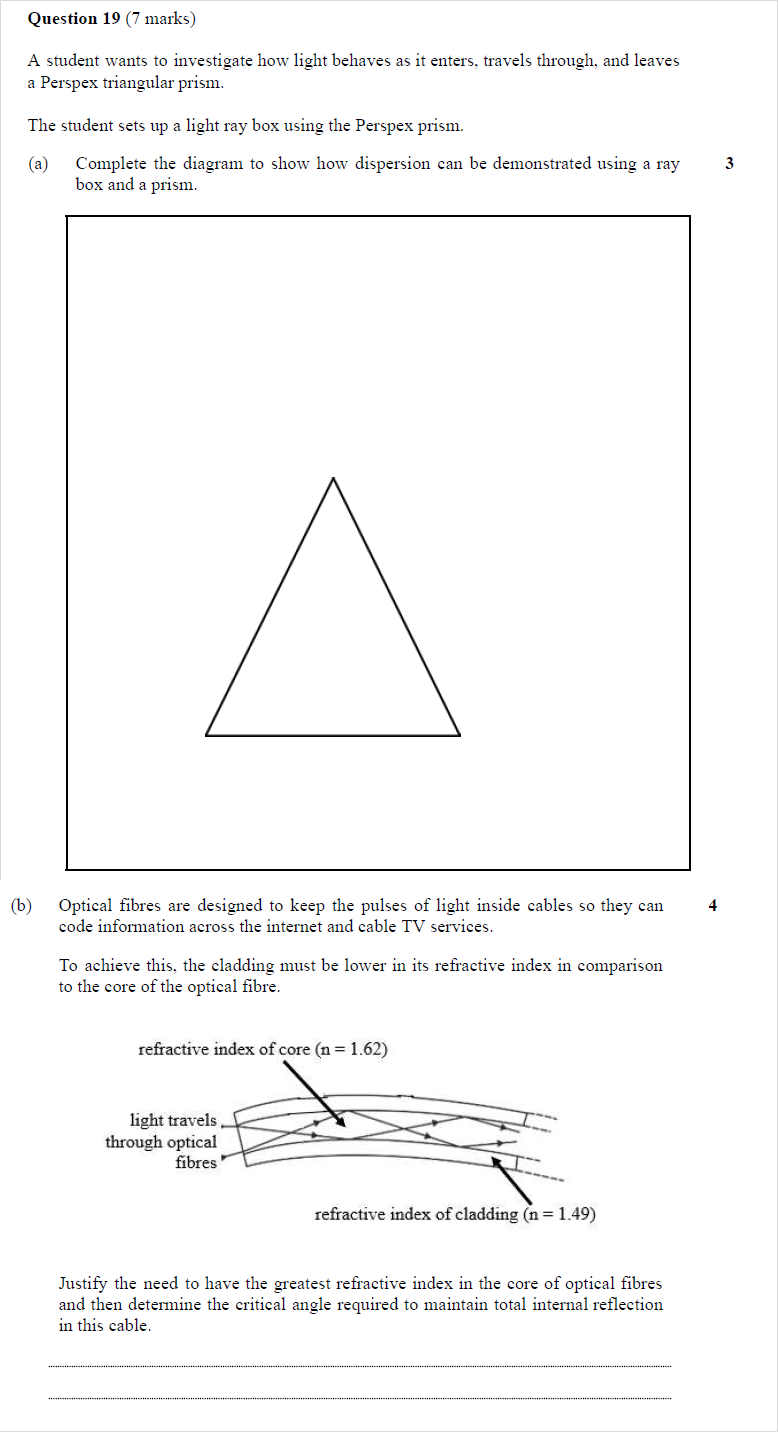 Question 19 (7 marks)
A student wants to investigate how light behaves as it enters, travels through, and leaves
a Perspex triangular prism.
The student sets up a light ray box using the Perspex prism.
(a) Complete the diagram to show how dispersion can be demonstrated using a ray 3
box and a prism.
(b) Optical fibres are designed to keep the pulses of light inside cables so they can 4
code information across the internet and cable TV services.
To achieve this, the cladding must be lower in its refractive index in comparison
to the core of the optical fibre.
refractive index of core (n = 1.62)
light travels
through optical
fibres
refractive index of cladding (n = 1.49)
Justify the need to have the greatest refractive index in the core of optical fibres
and then determine the critical angle required to maintain total internal reflection
in this cable.